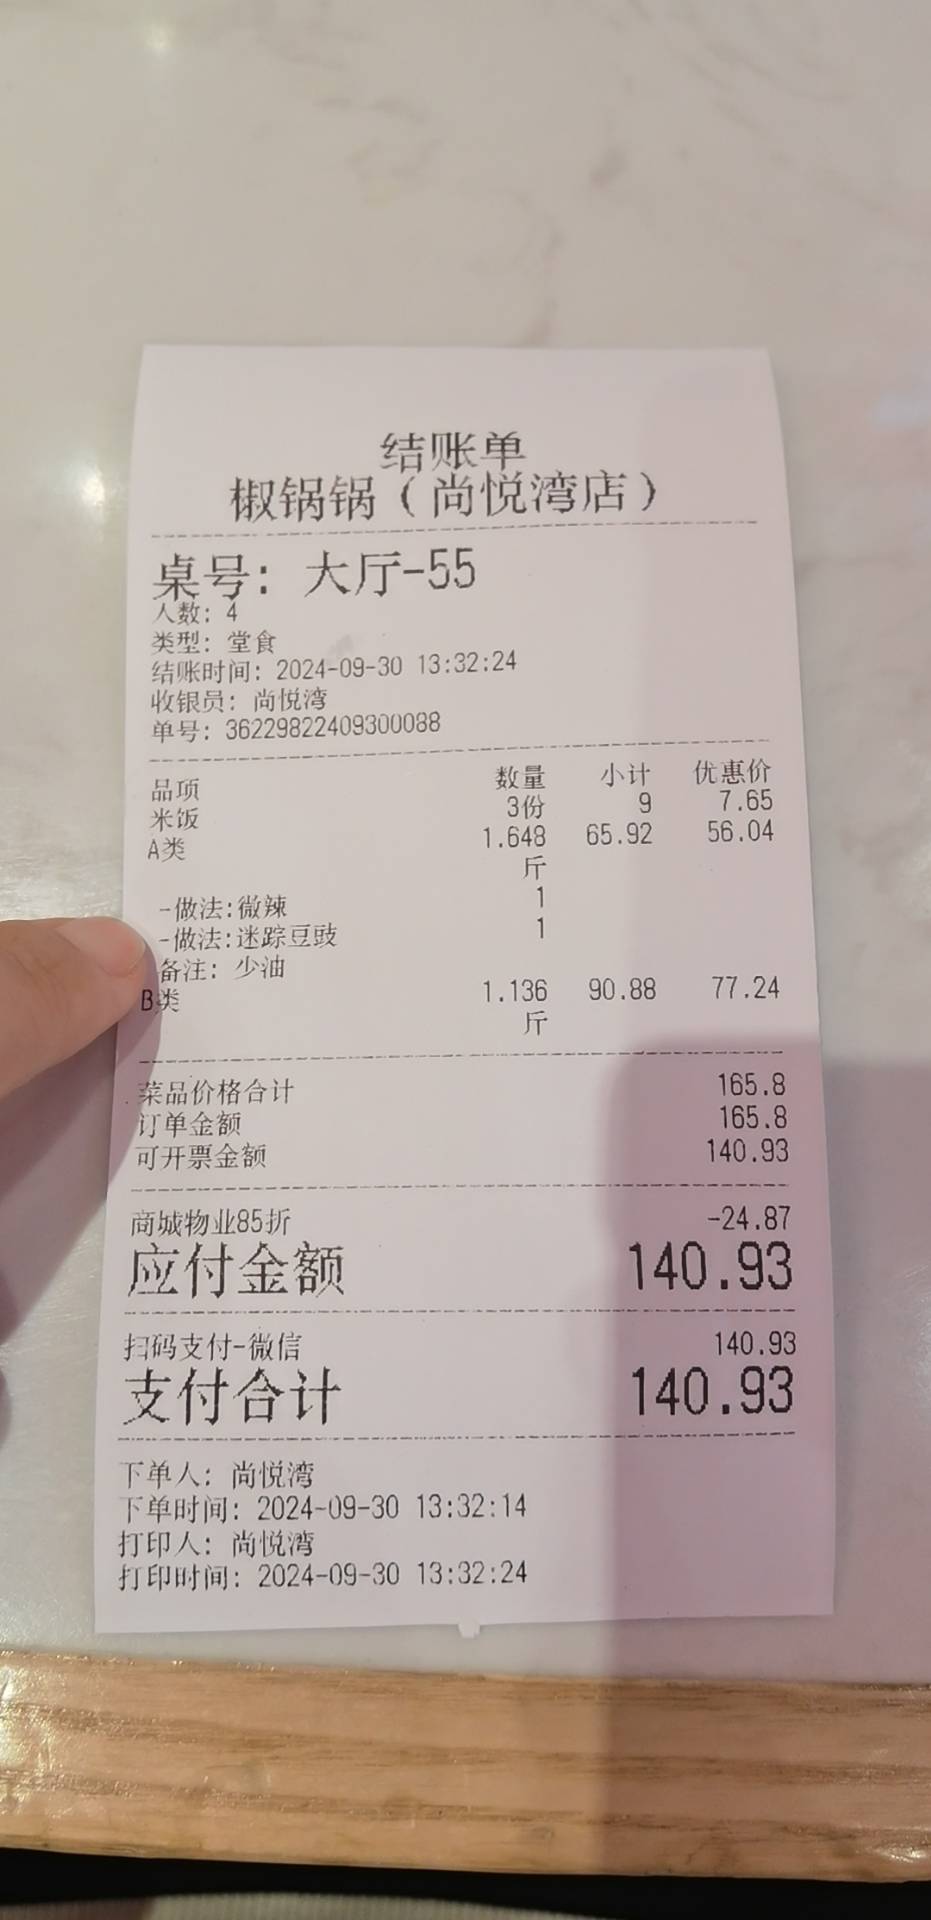 结账单
椒锅锅（尚悦湾店）
桌号：大厅-55
人数：4
类型：堂食
结账时间：2024-09-30 13:32:24
收银员：尚悦湾
单号：36229822409300088
品项 数量 小计 优惠价
米饭 3份 9 7.65
A类 1.648 65.92 56.04
斤
-做法:微辣 1
-做法:迷踪豆豉 1
备注：少油
B类 1.136 90.88 77.24
斤
菜品价格合计 165.8
订单金额 165.8
可开票金额 140.93
商城物业85折 -24.87
应付金额 140.93
扫码支付-微信 140.93
支付合计 140.93
下单人：尚悦湾
下单时间：2024-09-30 13:32:14
打印人：尚悦湾
打印时间：2024-09-30 13:32:24